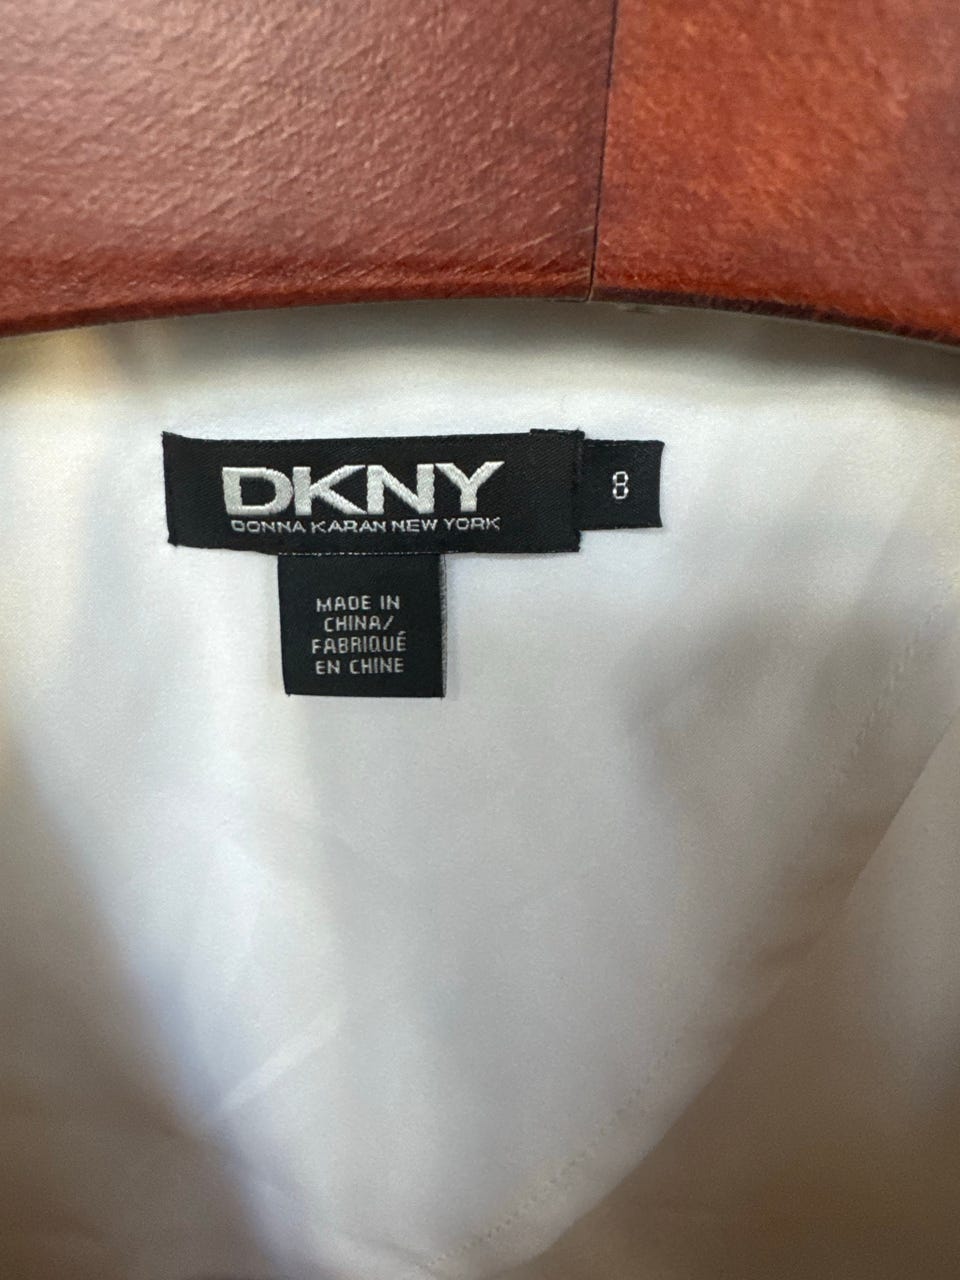 DKNY
DONNA KARAN NEW YORK
8
MADE IN
CHINA/
FABRIQUÉ
EN CHINE